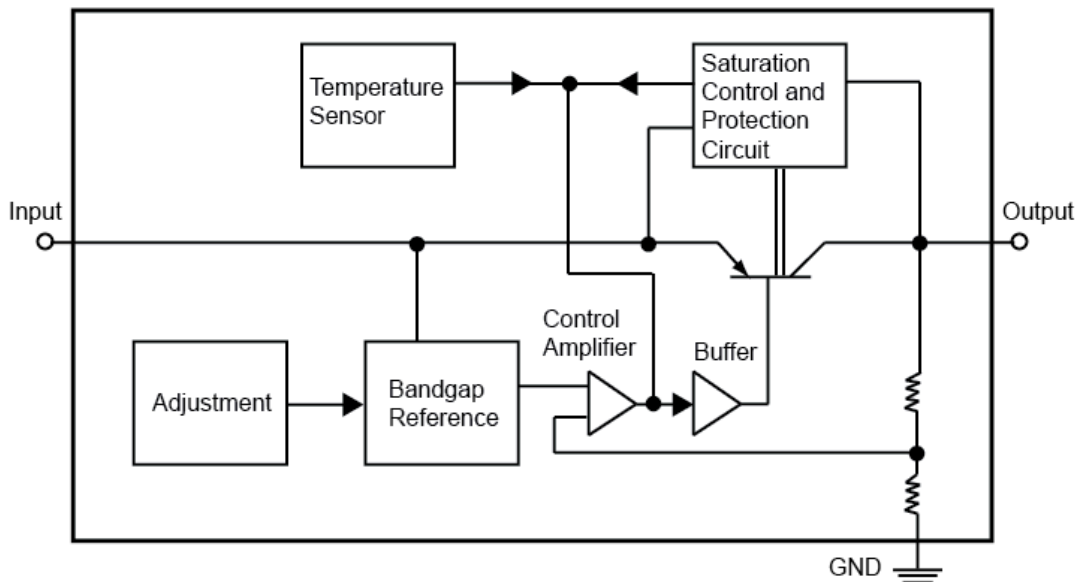 Temperature
Sensor
Saturation
Control and
Protection
Circuit
Input
Output
Control
Amplifier
Buffer
Adjustment
Bandgap
Reference
GND